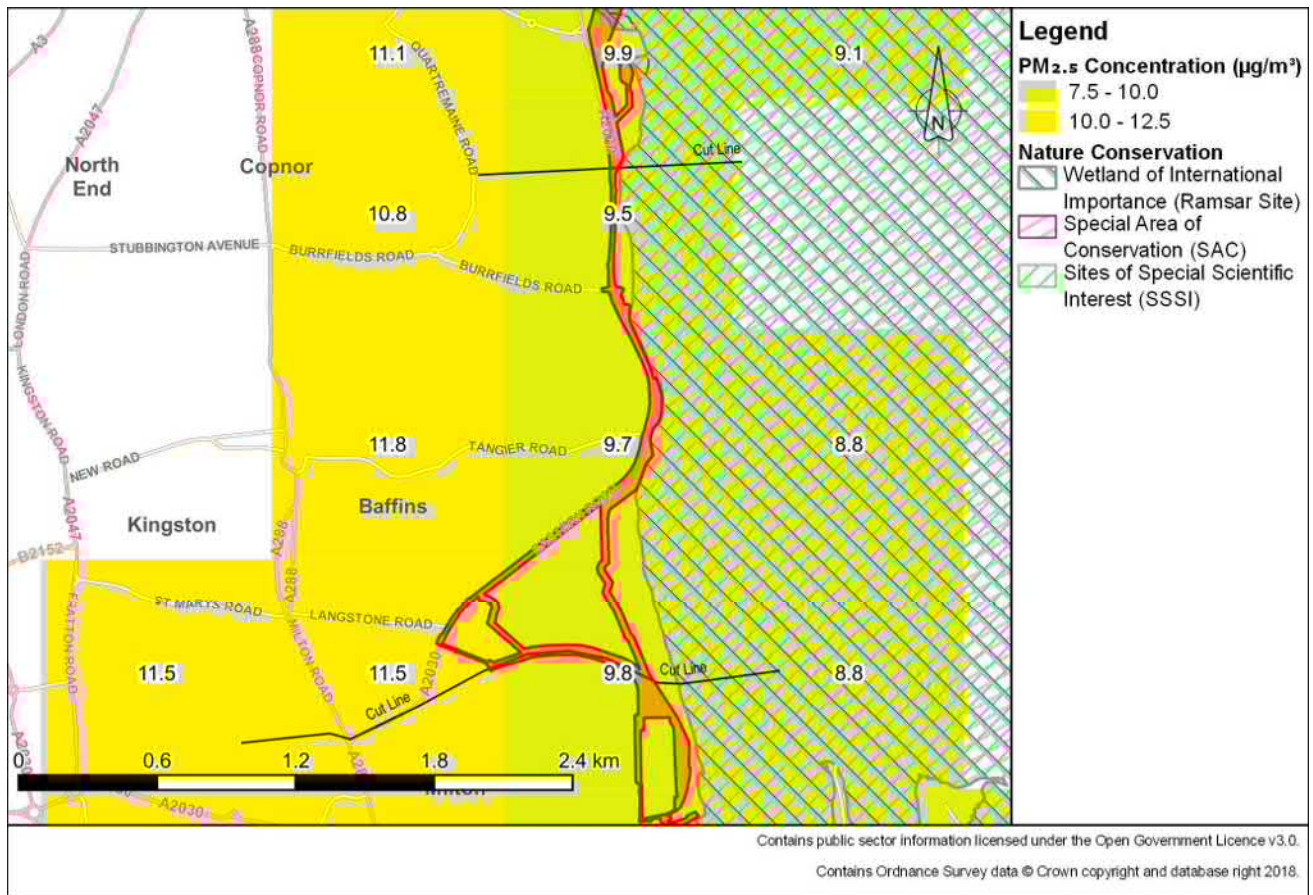 11.1
9.9
9.1
A3
A288COPNOR ROAD
QUARTREMAINE ROAD
A2047
N
Cut Line
North
End
Copnor
10.8
9.5
STUBBINGTON AVENUE
BURRFIELDS ROAD
BURRFIELDS ROAD
LONDON ROAD
KINGSTON ROAD
11.8
TANGIER ROAD
9.7
8.8
NEW ROAD
A2047
Baffins
Kingston
A288
B2152
A288
ST MARYS ROAD
LANGSTONE ROAD
FRATTON ROAD
MILTON ROAD
11.5
11.5
A2030
9.8
Cut Line
8.8
Cut Line
A2030
0
0.6
1.2
1.8
2.4 km
Milton
A2030
Legend
PM₂.₅ Concentration (µg/m³)
7.5 - 10.0
10.0 - 12.5
Nature Conservation
Wetland of International
Importance (Ramsar Site)
Special Area of
Conservation (SAC)
Sites of Special Scientific
Interest (SSSI)
Contains public sector information licensed under the Open Government Licence v3.0.
Contains Ordnance Survey data © Crown copyright and database right 2018.